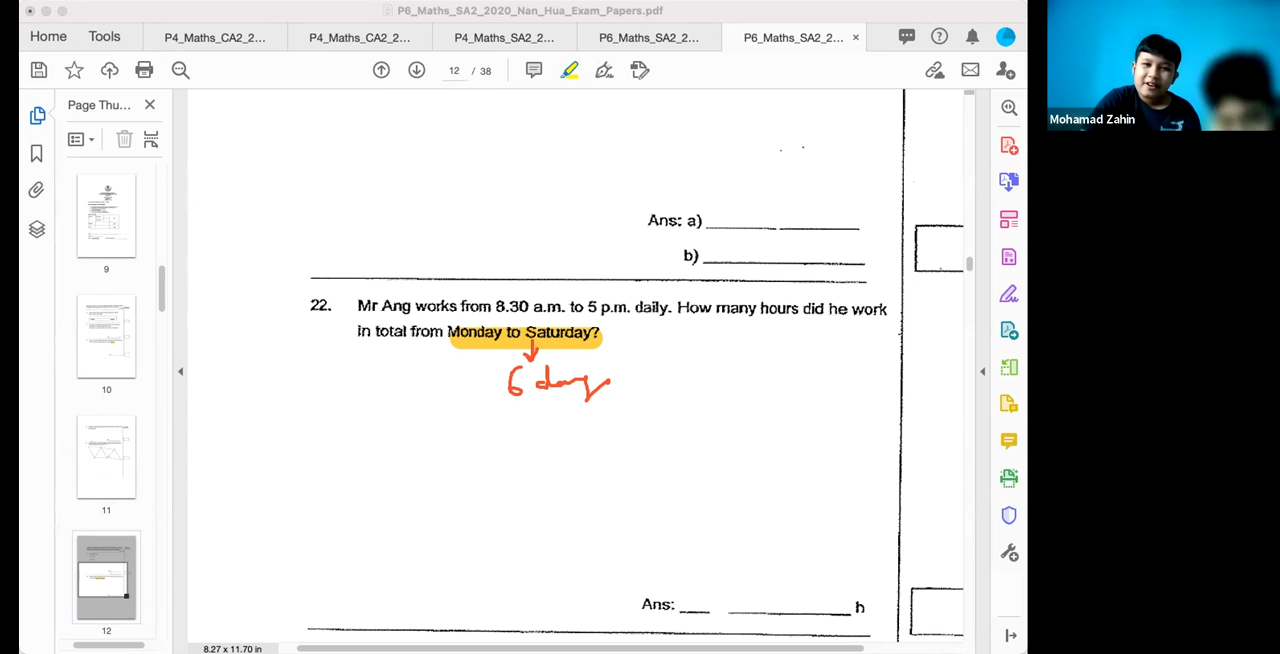 P6_Maths_SA2_2020_Nan_Hua_Exam_Papers.pdf
Home Tools P4_Maths_CA2_2... P4_Maths_CA2_2... P4_Maths_SA2_2... P6_Maths_SA2_2... P6_Maths_SA2_2... ×
12 / 38
Page Thu...
9
10
11
12
Ans: a)
b)
22. Mr Ang works from 8.30 a.m. to 5 p.m. daily. How many hours did he work
in total from Monday to Saturday?
6 days
Ans: h
8.27 x 11.70 in
Mohamad Zahin